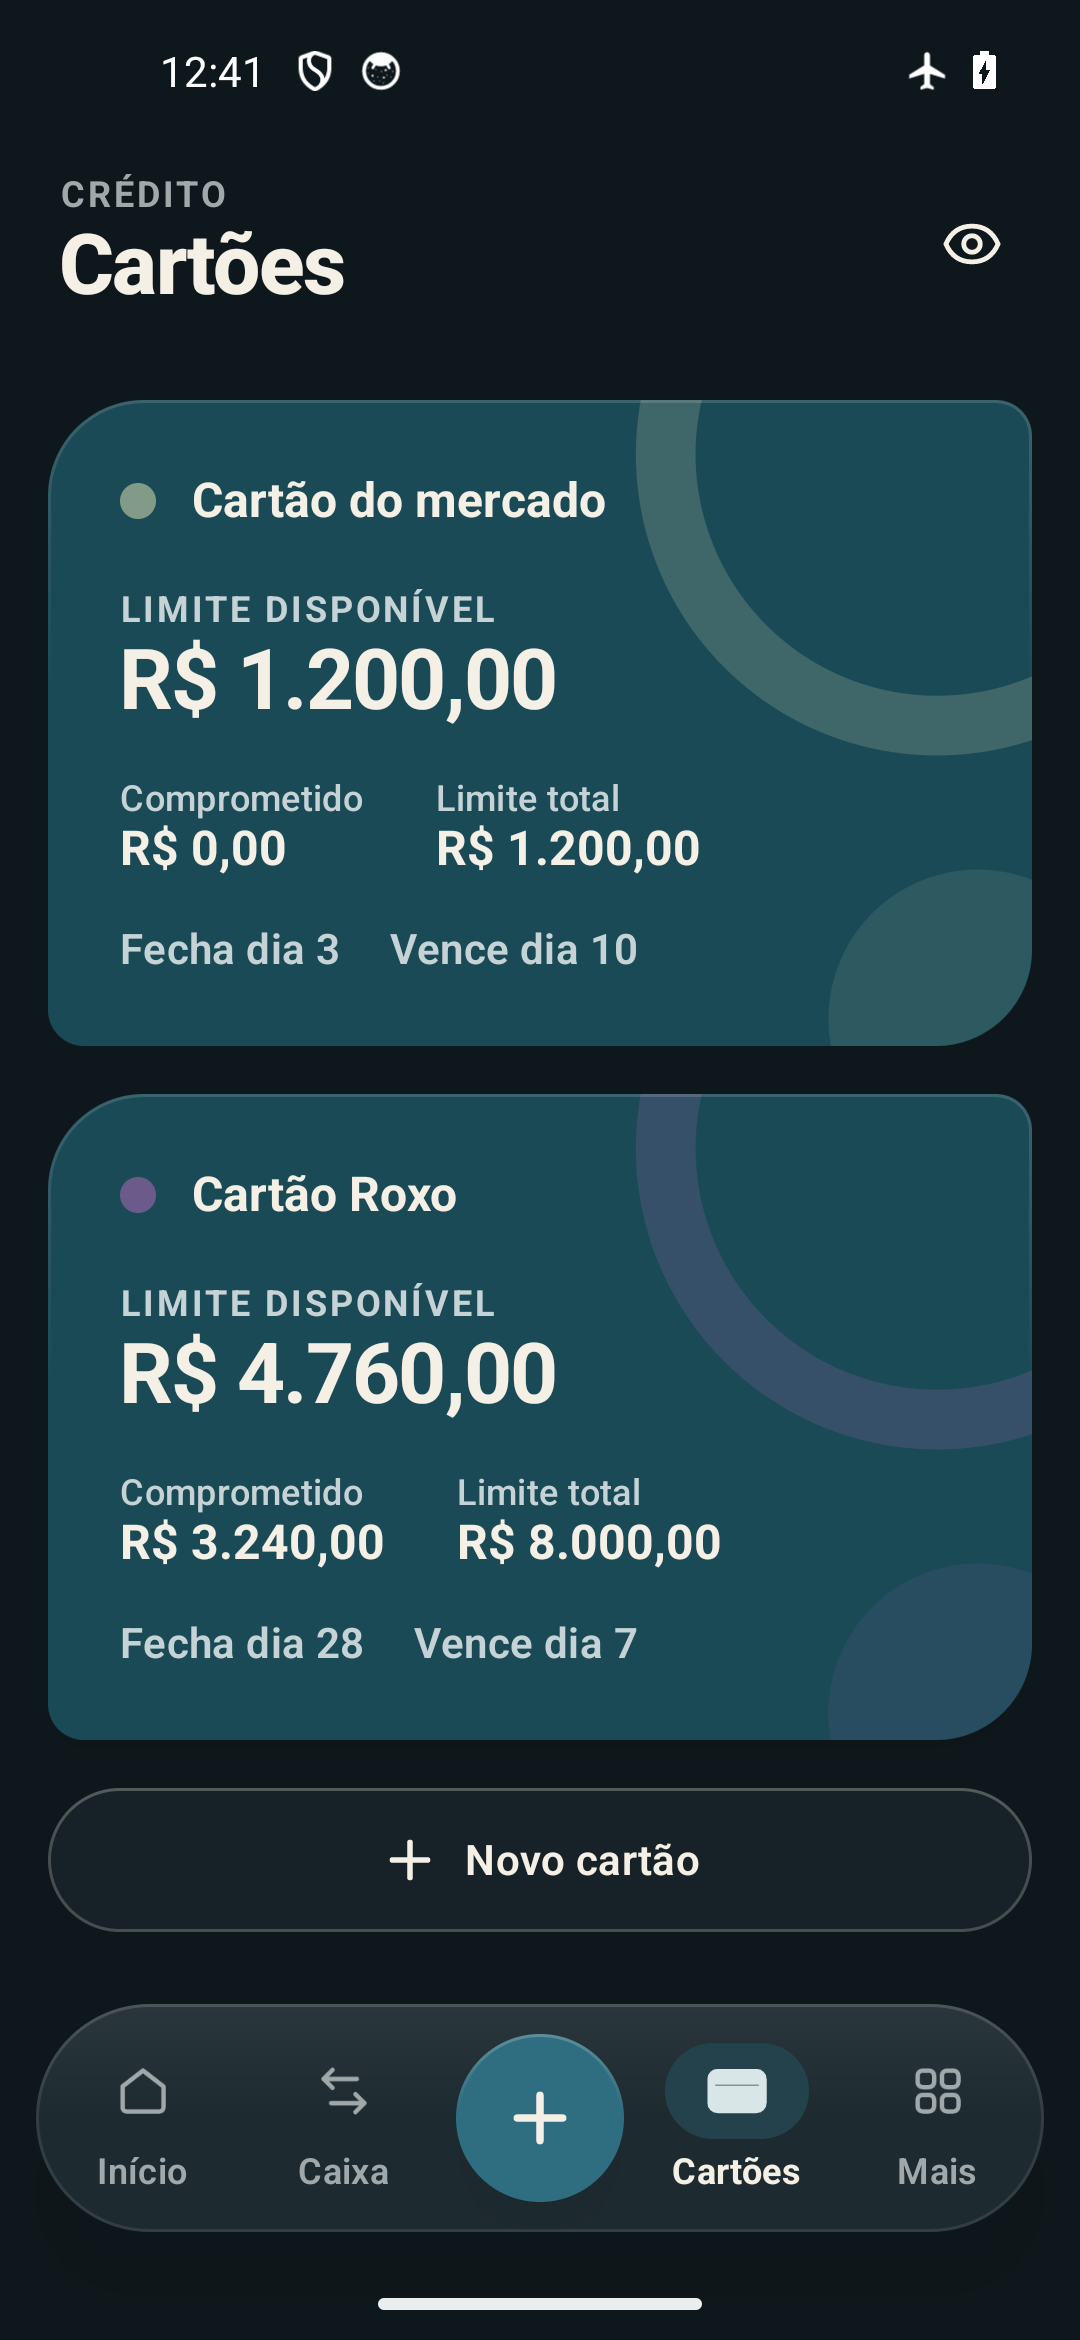 12:41
CRÉDITO
Cartões
Cartão do mercado
LIMITE DISPONÍVEL
R$ 1.200,00
Comprometido Limite total
R$ 0,00 R$ 1.200,00
Fecha dia 3 Vence dia 10
Cartão Roxo
LIMITE DISPONÍVEL
R$ 4.760,00
Comprometido Limite total
R$ 3.240,00 R$ 8.000,00
Fecha dia 28 Vence dia 7
Novo cartão
Início Caixa Cartões Mais